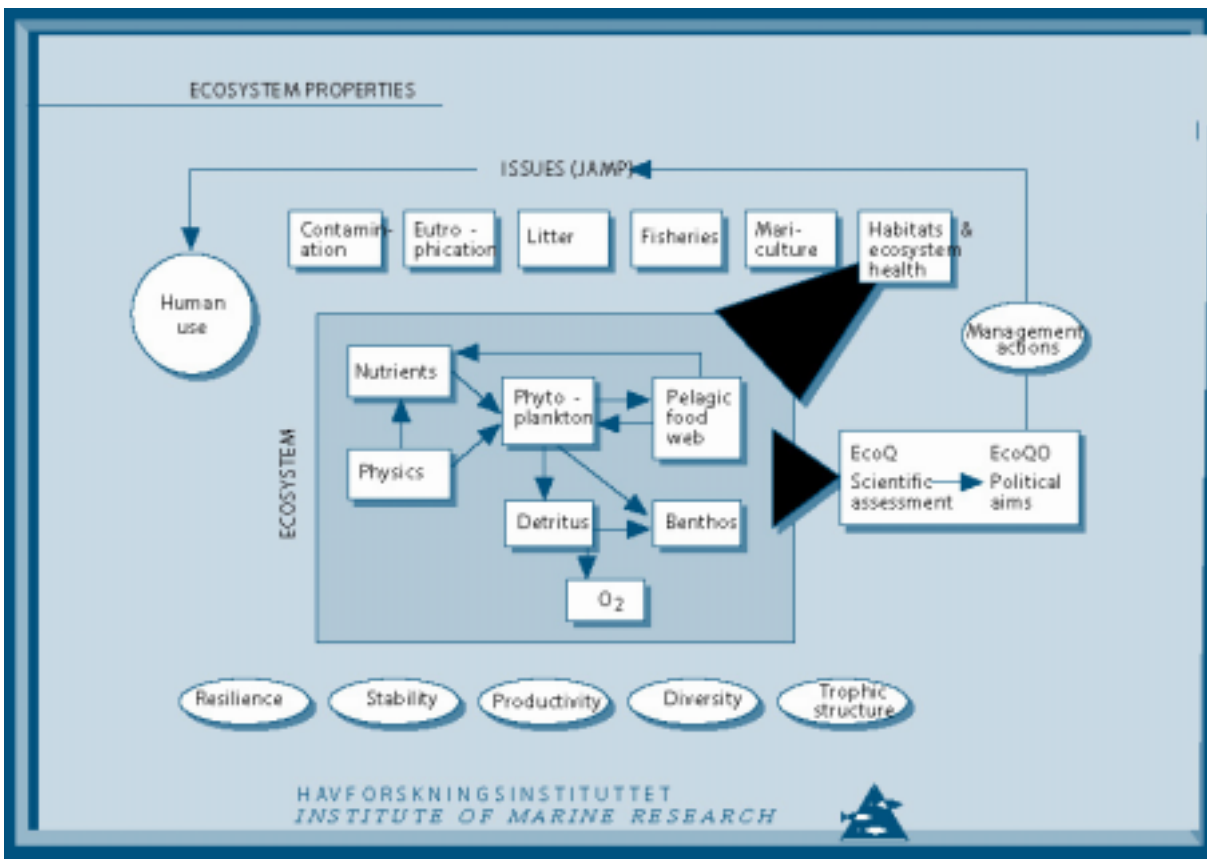 ECOSYSTEM PROPERTIES
ISSUES (JAMP)
Contamin-
ation
Eutro -
phication
Litter
Fisheries
Mari-
culture
Habitats &
ecosystem
health
Human
use
Management
actions
ECOSYSTEM
Nutrients
Phyto -
plankton
Pelagic
food
web
Physics
Detritus
Benthos
O2
EcoQ
Scientific
assessment
EcoQO
Political
aims
Resilience
Stability
Productivity
Diversity
Trophic
structure
HAVFORSKNINGSINSTITUTTET
INSTITUTE OF MARINE RESEARCH